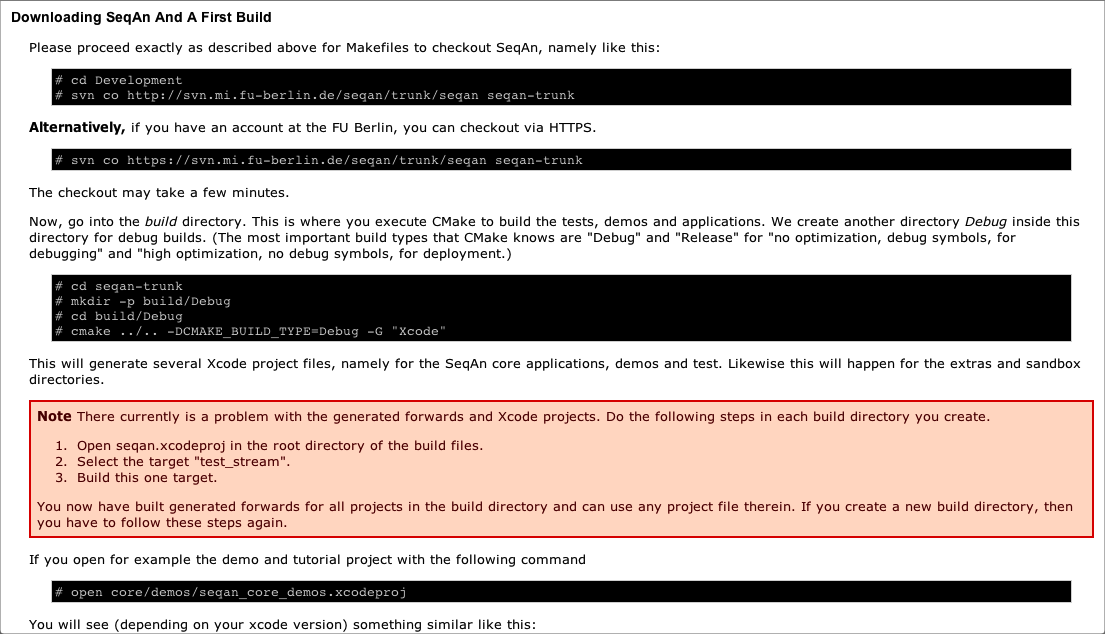 Downloading SeqAn And A First Build
Please proceed exactly as described above for Makefiles to checkout SeqAn, namely like this:
# cd Development
# svn co http://svn.mi.fu-berlin.de/seqan/trunk/seqan seqan-trunk
Alternatively, if you have an account at the FU Berlin, you can checkout via HTTPS.
# svn co https://svn.mi.fu-berlin.de/seqan/trunk/seqan seqan-trunk
The checkout may take a few minutes.
Now, go into the build directory. This is where you execute CMake to build the tests, demos and applications. We create another directory Debug inside this
directory for debug builds. (The most important build types that CMake knows are "Debug" and "Release" for "no optimization, debug symbols, for
debugging" and "high optimization, no debug symbols, for deployment.)
# cd seqan-trunk
# mkdir -p build/Debug
# cd build/Debug
# cmake ../.. -DCMAKE_BUILD_TYPE=Debug -G "Xcode"
This will generate several Xcode project files, namely for the SeqAn core applications, demos and test. Likewise this will happen for the extras and sandbox
directories.
Note There currently is a problem with the generated forwards and Xcode projects. Do the following steps in each build directory you create.
1. Open seqan.xcodeproj in the root directory of the build files.
2. Select the target "test_stream".
3. Build this one target.
You now have built generated forwards for all projects in the build directory and can use any project file therein. If you create a new build directory, then
you have to follow these steps again.
If you open for example the demo and tutorial project with the following command
# open core/demos/seqan_core_demos.xcodeproj
You will see (depending on your xcode version) something similar like this: